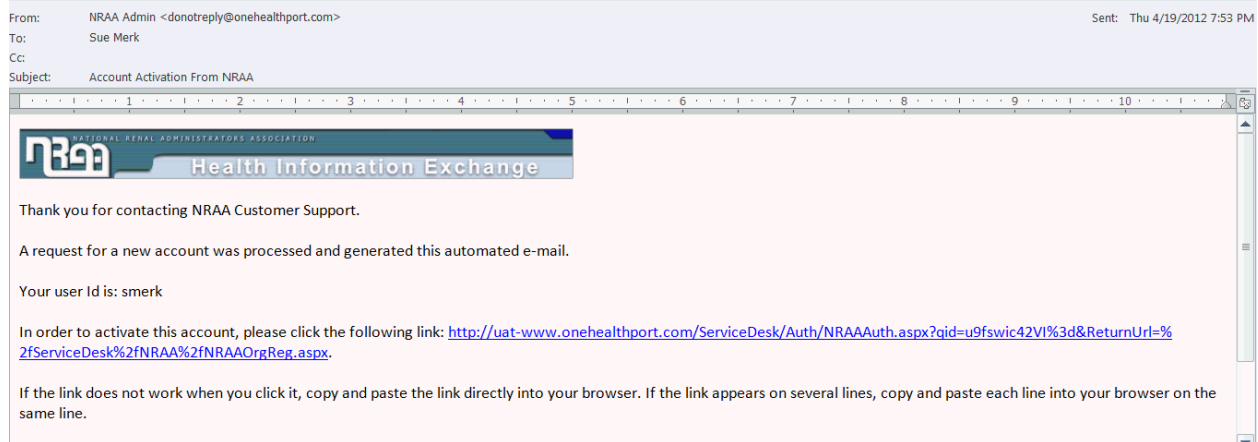 From: NRAA Admin <donotreply@onehealthport.com> Sent: Thu 4/19/2012 7:53 PM
To: Sue Merk
Cc:
Subject: Account Activation From NRAA
1 2 3 4 5 6 7 8 9 10
NATIONAL RENAL ADMINISTRATORS ASSOCIATION
nraa Health Information Exchange
Thank you for contacting NRAA Customer Support.
A request for a new account was processed and generated this automated e-mail.
Your user Id is: smerk
In order to activate this account, please click the following link: http://uat-www.onehealthport.com/ServiceDesk/Auth/NRAAAuth.aspx?qid=u9fswic42VI%3d&ReturnUrl=%
2fServiceDesk%2fNRAA%2fNRAAOrgReg.aspx.
If the link does not work when you click it, copy and paste the link directly into your browser. If the link appears on several lines, copy and paste each line into your browser on the
same line.